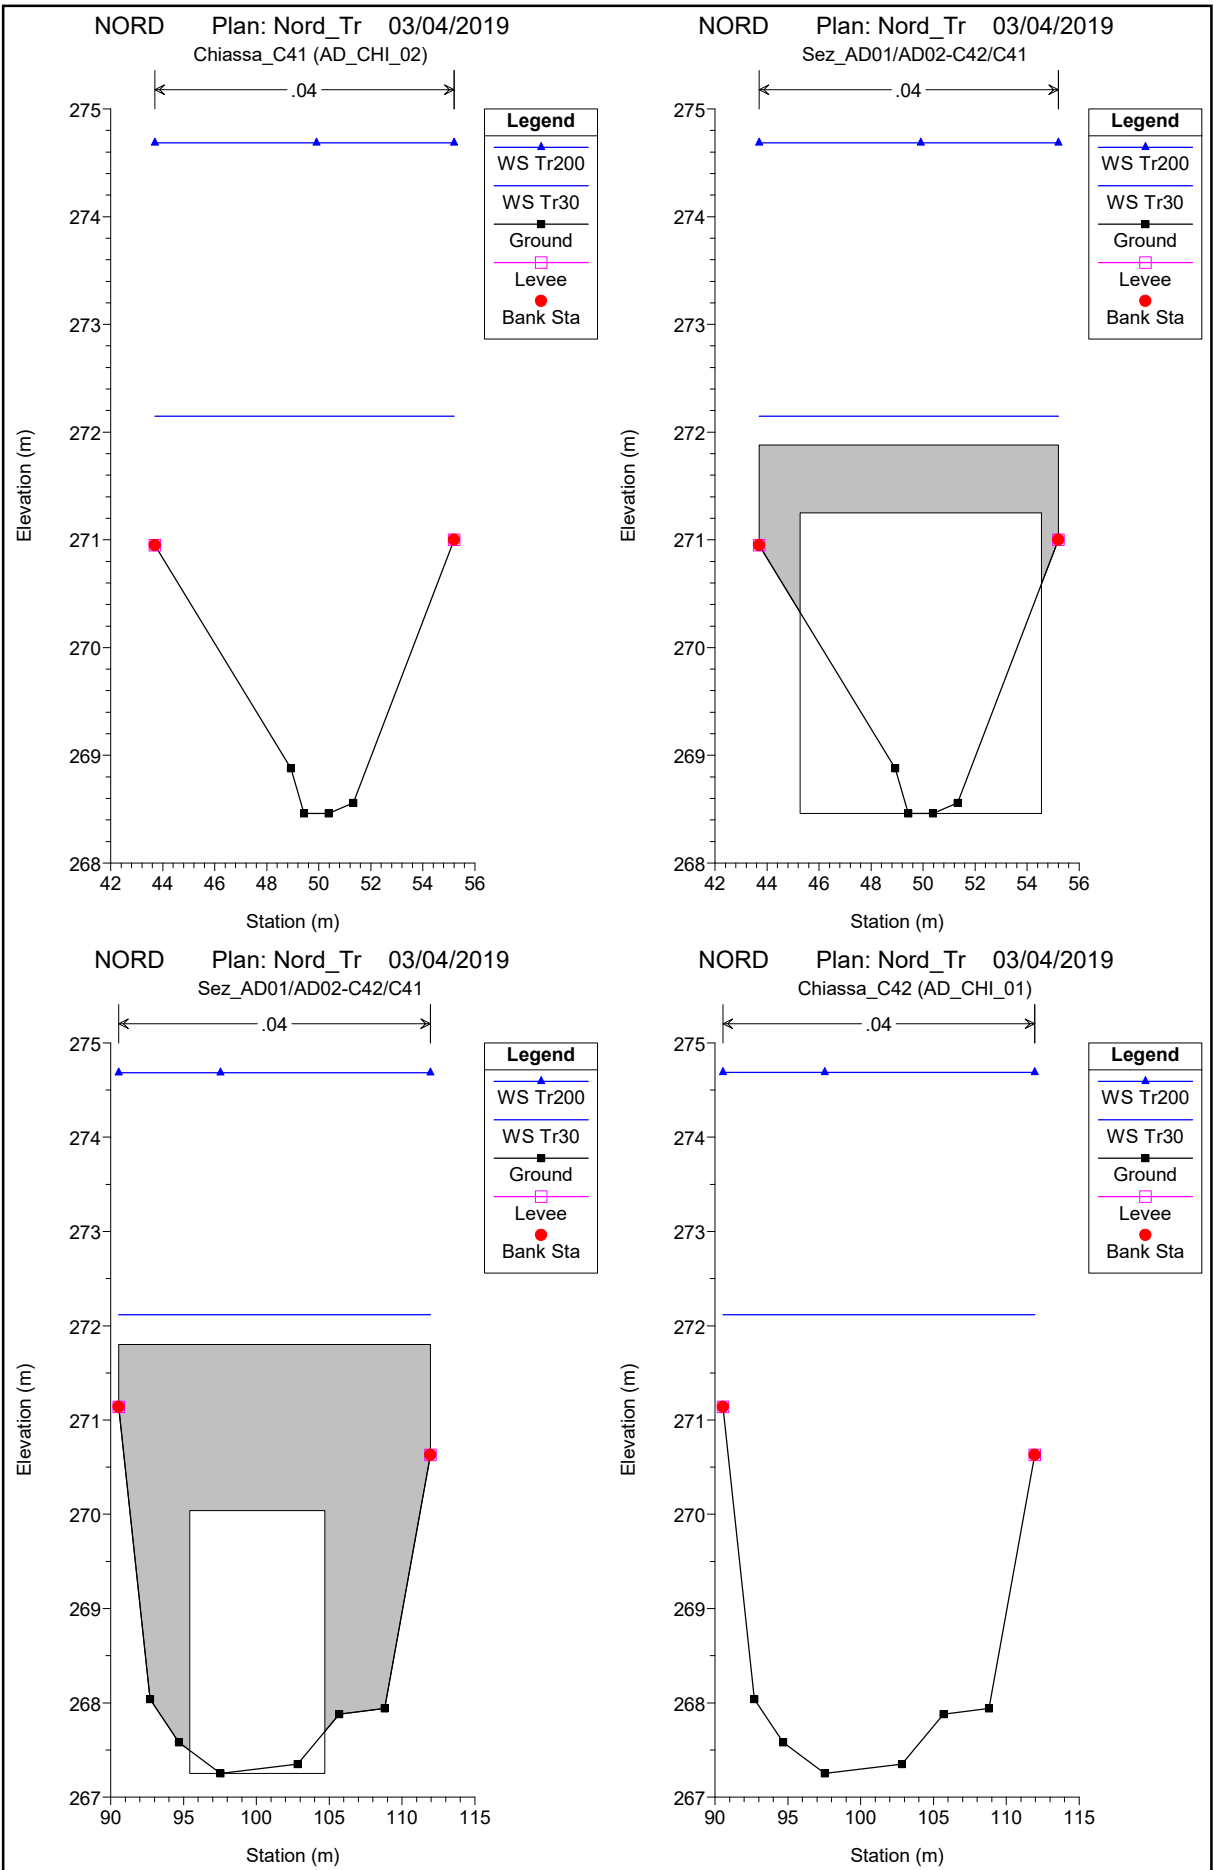 NORD Plan: Nord_Tr 03/04/2019
Chiassa_C41 (AD_CHI_02)
.04
275
274
273
272
271
270
269
268
42 44 46 48 50 52 54 56
Elevation (m)
Station (m)
Legend
WS Tr200
WS Tr30
Ground
Levee
Bank Sta
NORD Plan: Nord_Tr 03/04/2019
Sez_AD01/AD02-C42/C41
.04
275
274
273
272
271
270
269
268
42 44 46 48 50 52 54 56
Elevation (m)
Station (m)
Legend
WS Tr200
WS Tr30
Ground
Levee
Bank Sta
NORD Plan: Nord_Tr 03/04/2019
Sez_AD01/AD02-C42/C41
.04
275
274
273
272
271
270
269
268
267
90 95 100 105 110 115
Elevation (m)
Station (m)
Legend
WS Tr200
WS Tr30
Ground
Levee
Bank Sta
NORD Plan: Nord_Tr 03/04/2019
Chiassa_C42 (AD_CHI_01)
.04
275
274
273
272
271
270
269
268
267
90 95 100 105 110 115
Elevation (m)
Station (m)
Legend
WS Tr200
WS Tr30
Ground
Levee
Bank Sta